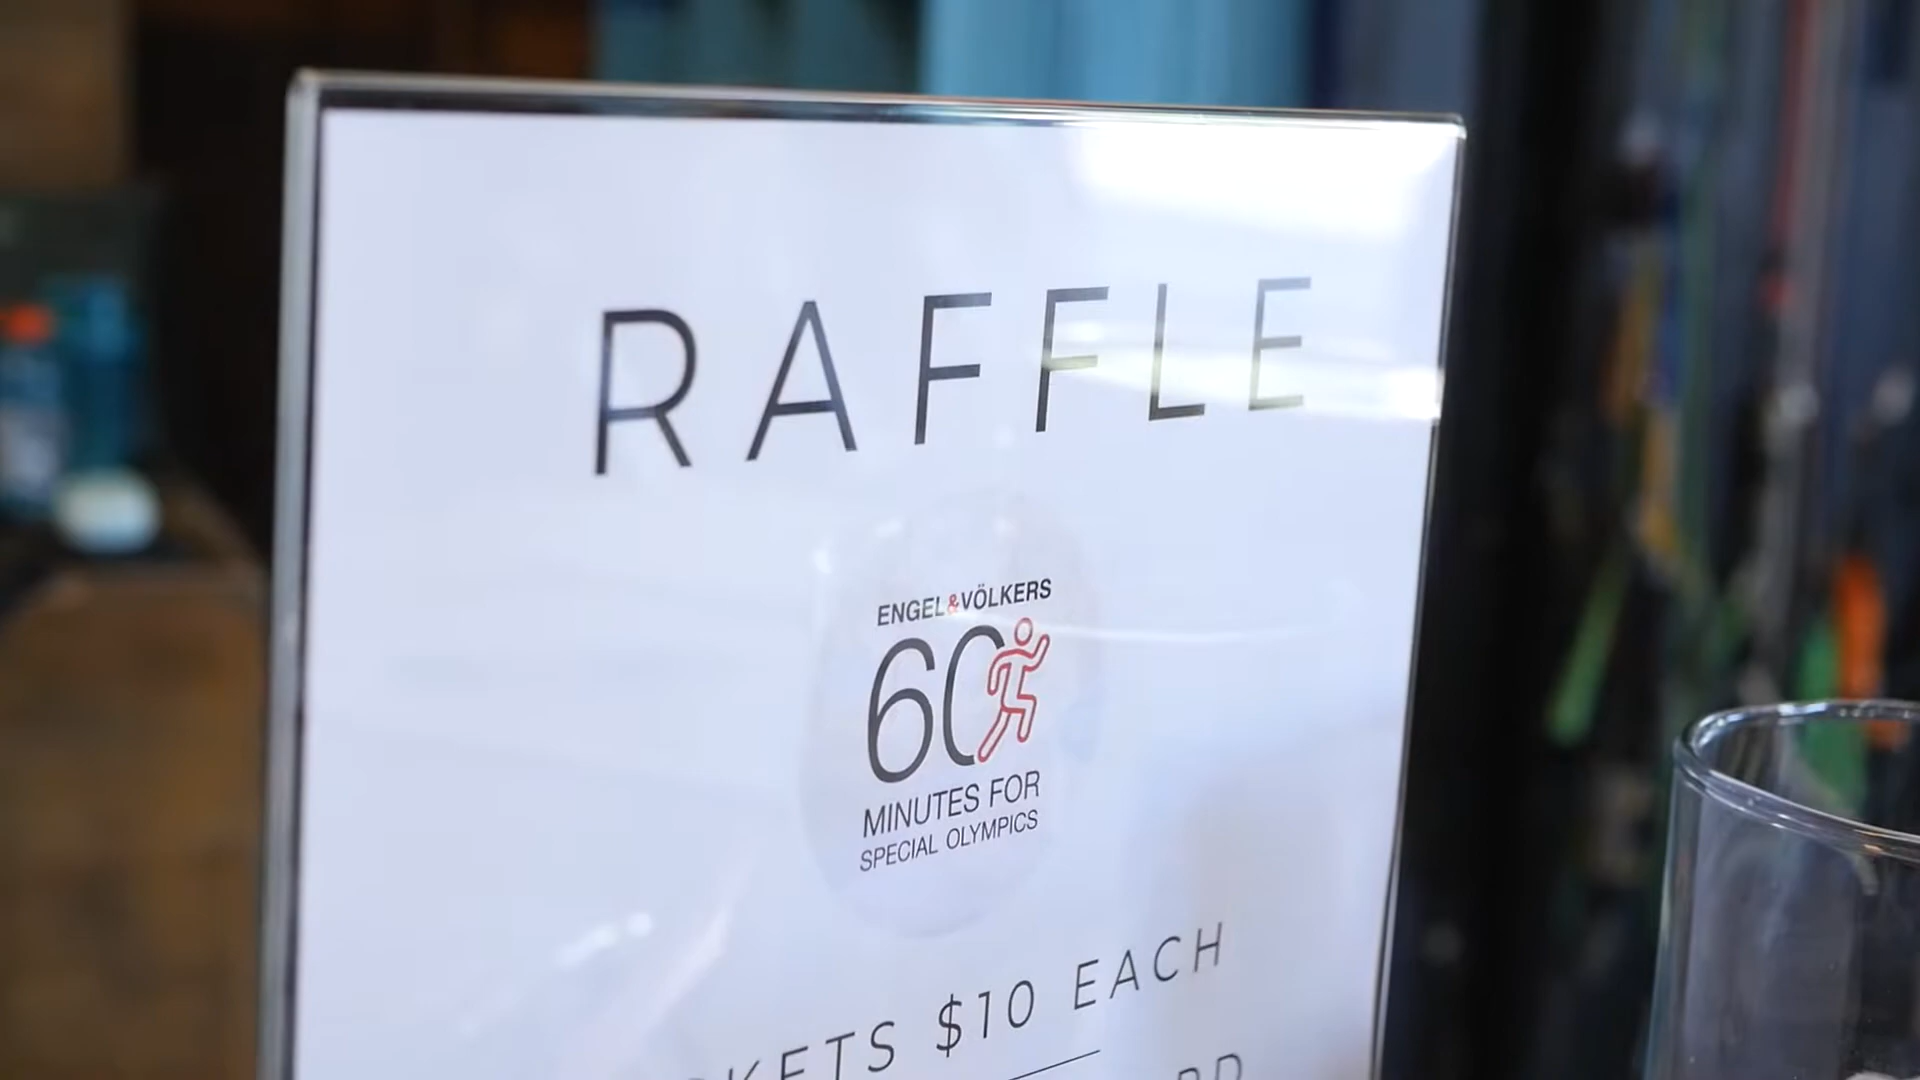 RAFFLE
ENGEL&VÖLKERS
60
MINUTES FOR
SPECIAL OLYMPICS
$10 EACH